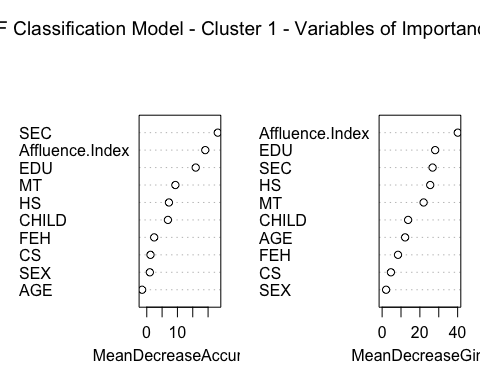 F Classification Model - Cluster 1 - Variables of Importanc
SEC
Affluence.Index
EDU
MT
HS
CHILD
FEH
CS
SEX
AGE
0 10
MeanDecreaseAccur
Affluence.Index
EDU
SEC
HS
MT
CHILD
AGE
FEH
CS
SEX
0 20 40
MeanDecreaseGin